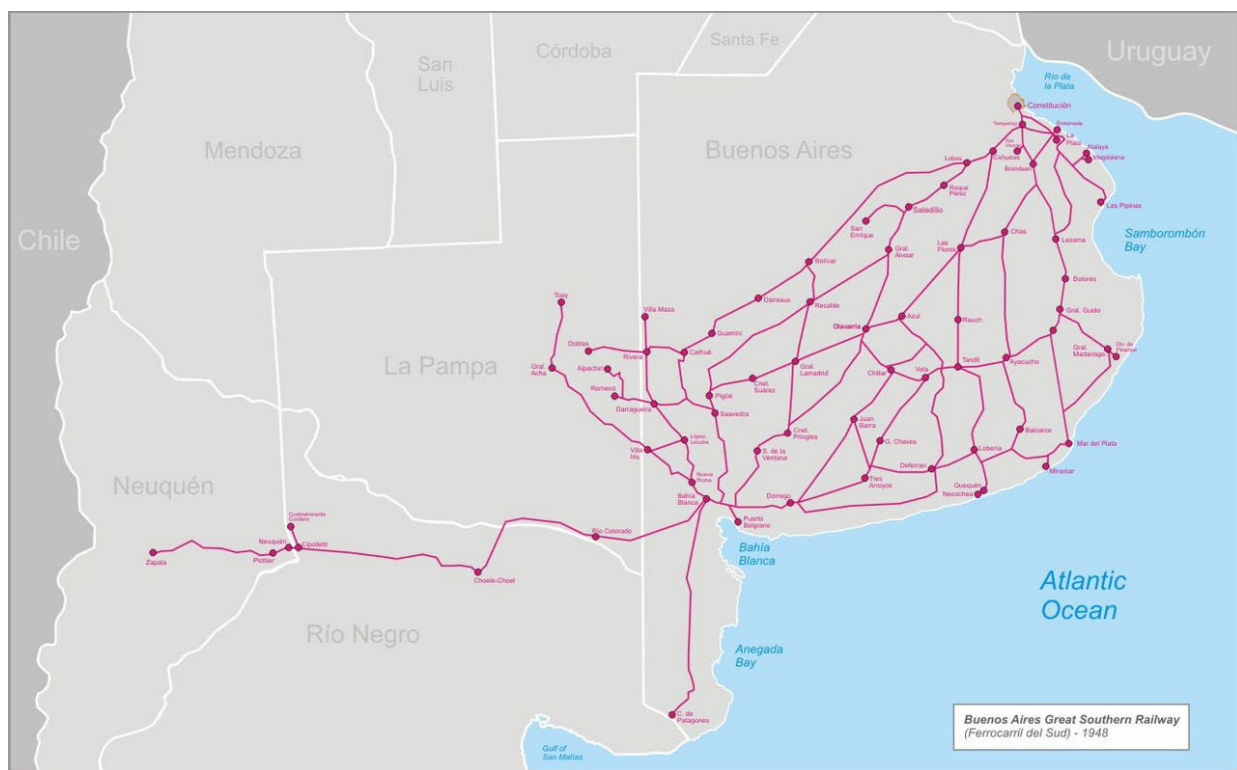 Uruguay
Santa Fe
Córdoba
San
Luis
Río de
la Plata
Constitución
Ensenada
Temperley
La
Plata
Mendoza
Buenos Aires
Atalaya
Magdalena
Cañuelas
Lobos
Brandsen
Roque
Pérez
Las Pipinas
Saladillo
San
Enrique
Chas
Samborombón
Bay
Chile
Las
Flores
Gral.
Alvear
Lezama
Bolívar
Dolores
Toay
Villa Maza
Daireaux
Recalde
Gral. Guido
Azul
Rauch
Olavarría
Guaminí
Doblas
Rivera
Carhué
Gral.
Madariaga
Div. de
Pinamar
La Pampa
Gral.
Acha
Alpachiri
Gral.
Lamadrid
Tandil
Ayacucho
Chillar
Vela
Cnel.
Suárez
Remecó
Pigüé
Darragueira
Saavedra
Juan
Barra
Cnel.
Pringles
Balcarce
López
Lecube
G. Chaves
Mar del Plata
Villa
Iris
S. de la
Ventana
Lobería
Deferrari
Miramar
Nueva
Roma
Tres
Arroyos
Quequén
Necochea
Neuquén
Bahía
Blanca
Dorrego
Puerto
Belgrano
Contralmirante
Cordero
Río Colorado
Neuquén
Cipolletti
Zapala
Plottier
Bahía
Blanca
Choele-Choel
Atlantic
Ocean
Río Negro
Anegada
Bay
C. de
Patagones
Buenos Aires Great Southern Railway
(Ferrocarril del Sud) - 1948
Gulf of
San Matías